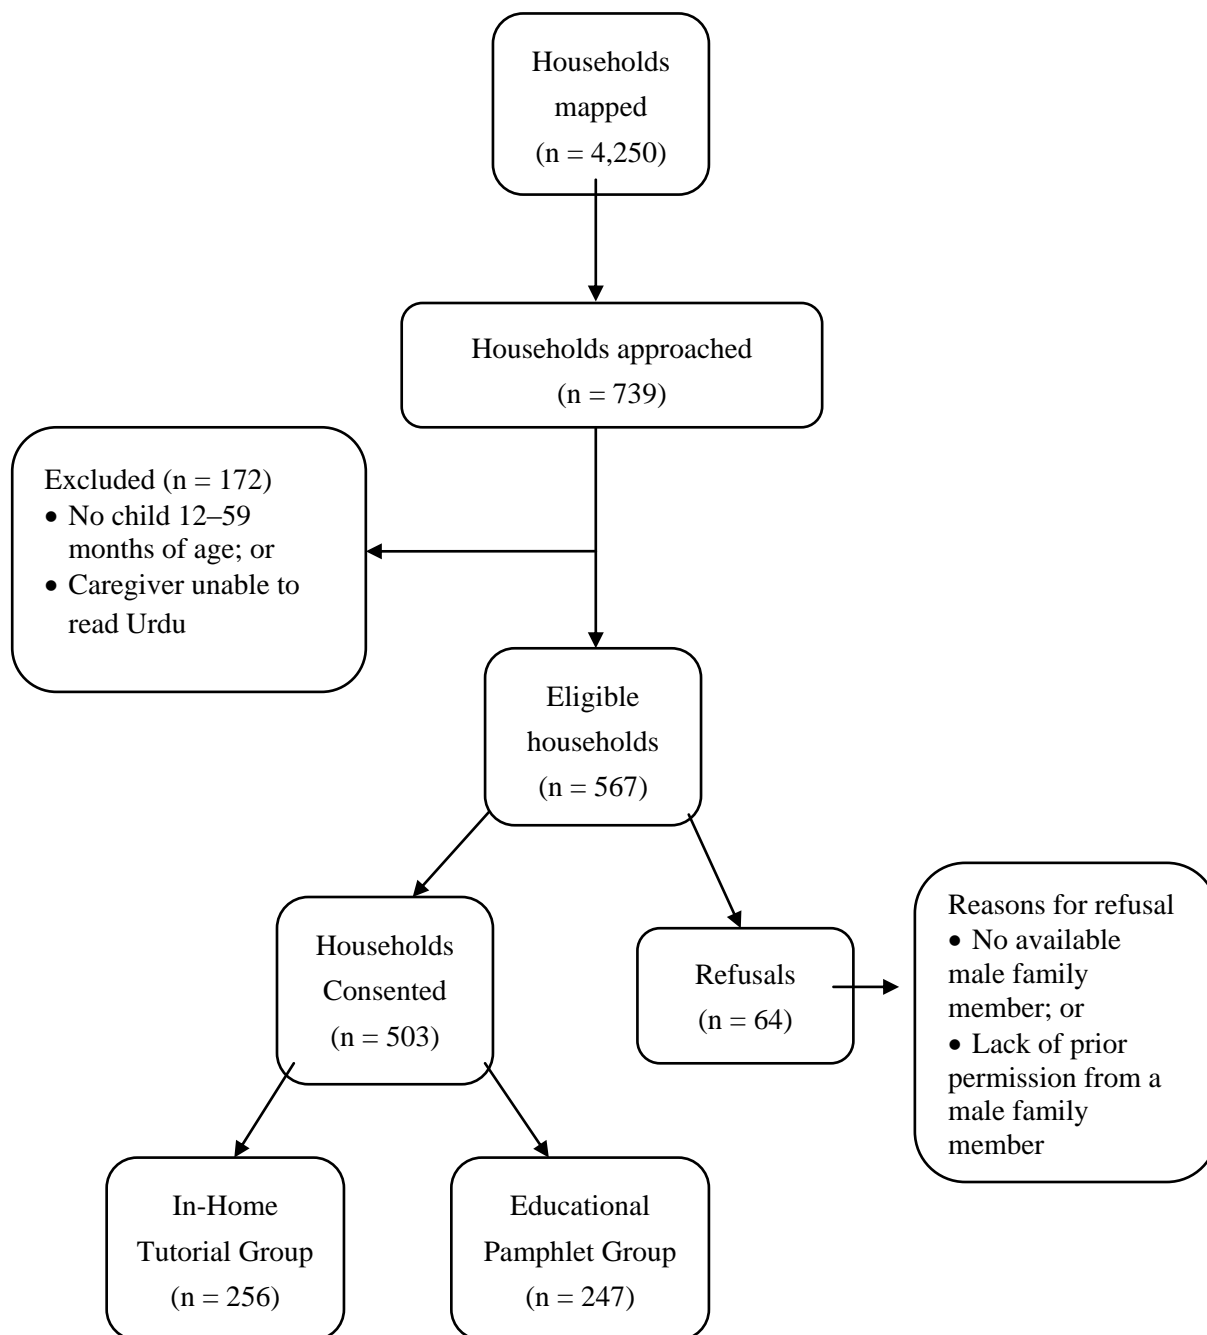 Households
mapped
(n = 4,250)
Households approached
(n = 739)
Excluded (n = 172)
• No child 12–59
months of age; or
• Caregiver unable to
read Urdu
Eligible
households
(n = 567)
Households
Consented
(n = 503)
Refusals
(n = 64)
Reasons for refusal
• No available
male family
member; or
• Lack of prior
permission from a
male family
member
In-Home
Tutorial Group
(n = 256)
Educational
Pamphlet Group
(n = 247)